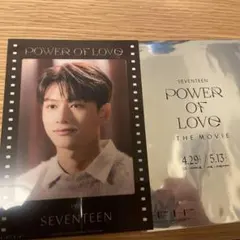 POWER OF LOVE
SEVENTEEN
SEVENTEEN
POWER
OF
LOVE
THE MOVIE
4.29
5.13